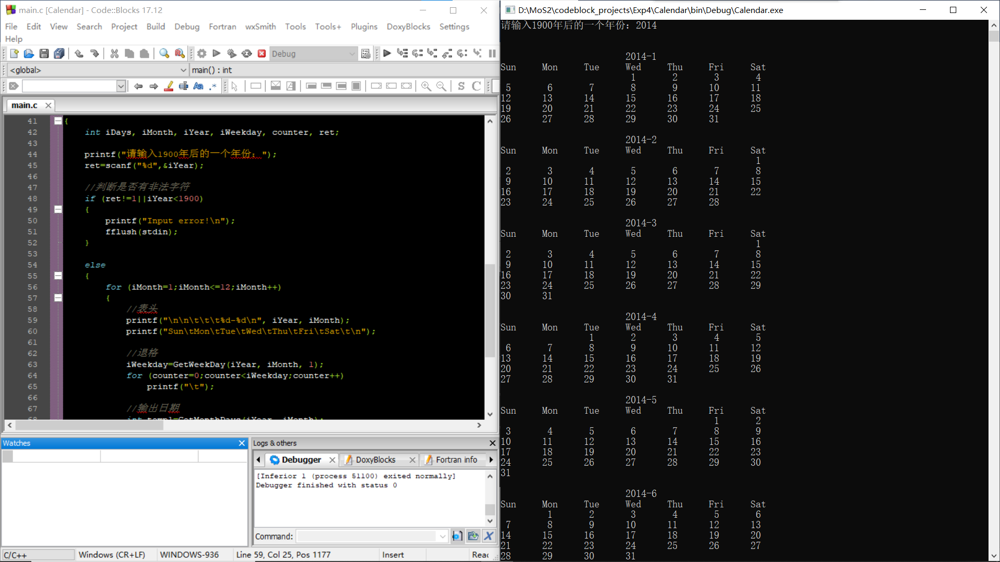 main.c [Calendar] - Code::Blocks 17.12
File Edit View Search Project Build Debug Fortran wxSmith Tools Tools+ Plugins DoxyBlocks Settings
Help
Debug
<global> main() : int
S C
main.c
41 {
42 int iDays, iMonth, iYear, iWeekday, counter, ret;
43
44 printf("请输入1900年后的一个年份：");
45 ret=scanf("%d",&iYear);
46
47 //判断是否有非法字符
48 if (ret!=1||iYear<1900)
49 {
50 printf("Input error!\n");
51 fflush(stdin);
52 }
53
54 else
55 {
56 for (iMonth=1;iMonth<=12;iMonth++)
57 {
58 //表头
59 printf("\n\n\t\t\t%d-%d\n", iYear, iMonth);
60 printf("Sun\tMon\tTue\tWed\tThu\tFri\tSat\t\n");
61
62 //退格
63 iWeekday=GetWeekDay(iYear, iMonth, 1);
64 for (counter=0;counter<iWeekday;counter++)
65 printf("\t");
66
67 //输出日期
68 int temp1=GetMonthDays(iYear, iMonth);
Watches
Logs & others
Debugger DoxyBlocks Fortran info
[Inferior 1 (process 51100) exited normally]
Debugger finished with status 0
Command:
C/C++ Windows (CR+LF) WINDOWS-936 Line 59, Col 25, Pos 1177 Insert Reac
D:\MoS2\codeblock_projects\Exp4\Calendar\bin\Debug\Calendar.exe
请输入1900年后的一个年份：2014
2014-1
Sun Mon Tue Wed Thu Fri Sat
1 2 3 4
5 6 7 8 9 10 11
12 13 14 15 16 17 18
19 20 21 22 23 24 25
26 27 28 29 30 31
2014-2
Sun Mon Tue Wed Thu Fri Sat
1
2 3 4 5 6 7 8
9 10 11 12 13 14 15
16 17 18 19 20 21 22
23 24 25 26 27 28
2014-3
Sun Mon Tue Wed Thu Fri Sat
1
2 3 4 5 6 7 8
9 10 11 12 13 14 15
16 17 18 19 20 21 22
23 24 25 26 27 28 29
30 31
2014-4
Sun Mon Tue Wed Thu Fri Sat
1 2 3 4 5
6 7 8 9 10 11 12
13 14 15 16 17 18 19
20 21 22 23 24 25 26
27 28 29 30 31
2014-5
Sun Mon Tue Wed Thu Fri Sat
1 2
3 4 5 6 7 8 9
10 11 12 13 14 15 16
17 18 19 20 21 22 23
24 25 26 27 28 29 30
31
2014-6
Sun Mon Tue Wed Thu Fri Sat
1 2 3 4 5 6
7 8 9 10 11 12 13
14 15 16 17 18 19 20
21 22 23 24 25 26 27
28 29 30 31